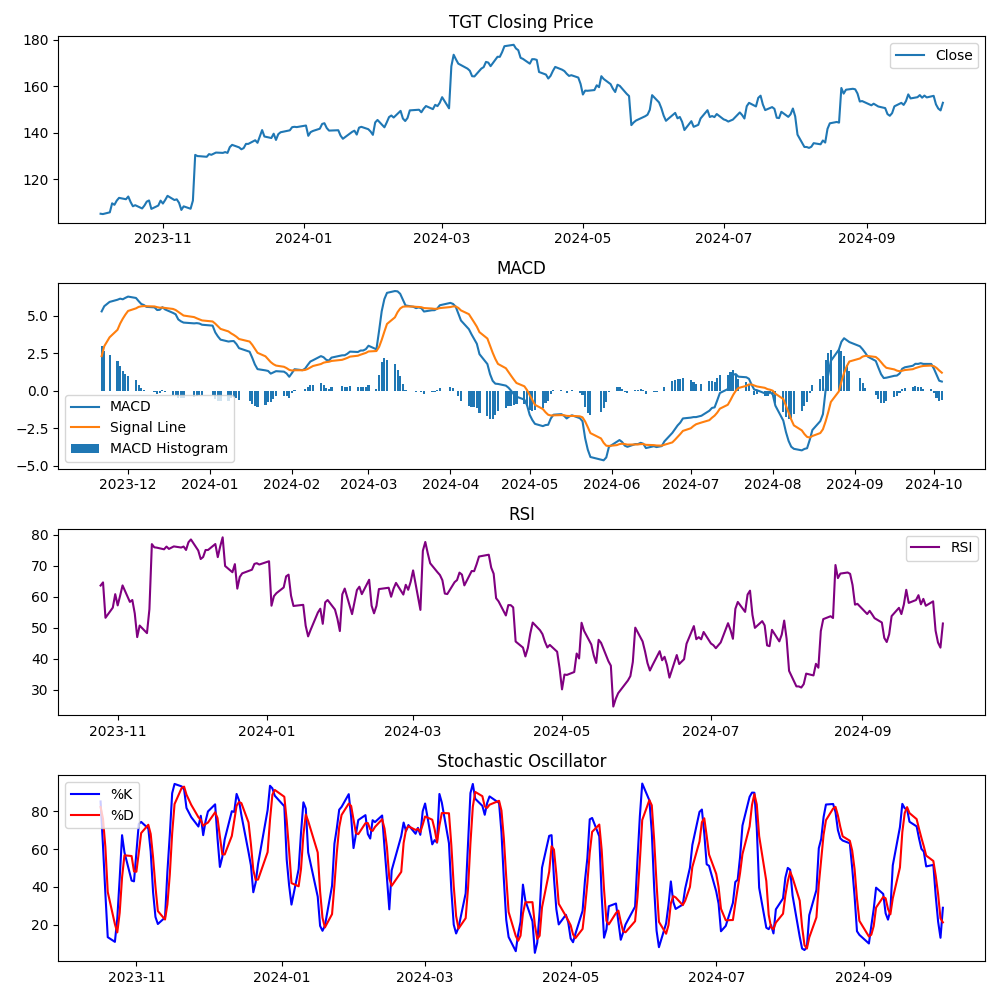 TGT Closing Price
180
160
140
120
Close
2023-11 2024-01 2024-03 2024-05 2024-07 2024-09
MACD
5.0
2.5
0.0
−2.5
−5.0
MACD
Signal Line
MACD Histogram
2023-12 2024-01 2024-02 2024-03 2024-04 2024-05 2024-06 2024-07 2024-08 2024-09 2024-10
RSI
80
70
60
50
40
30
RSI
2023-11 2024-01 2024-03 2024-05 2024-07 2024-09
Stochastic Oscillator
80
60
40
20
%K
%D
2023-11 2024-01 2024-03 2024-05 2024-07 2024-09